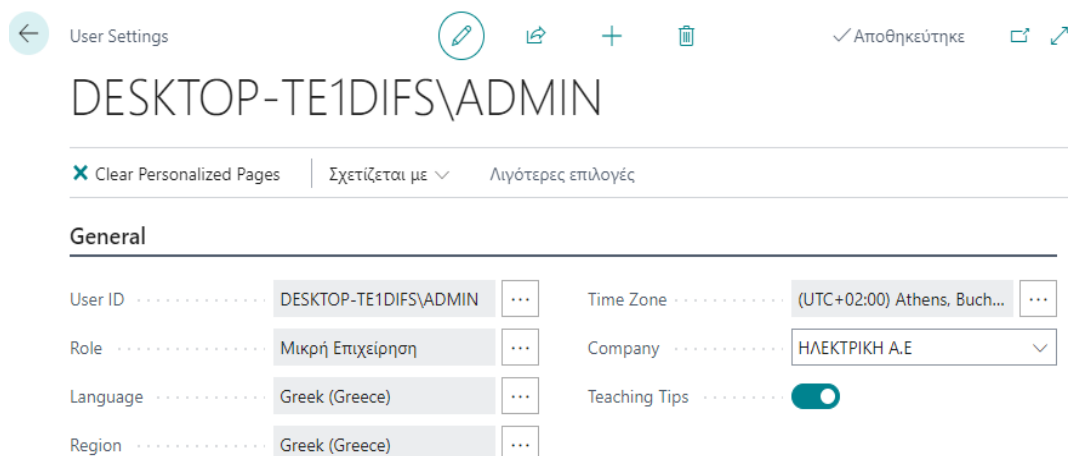 User Settings
Αποθηκεύτηκε
DESKTOP-TE1DIFS\ADMIN
Clear Personalized Pages
Σχετίζεται με
Λιγότερες επιλογές
General
User ID
DESKTOP-TE1DIFS\ADMIN
Time Zone
(UTC+02:00) Athens, Buch...
Role
Μικρή Επιχείρηση
Company
ΗΛΕΚΤΡΙΚΗ Α.Ε
Language
Greek (Greece)
Teaching Tips
Region
Greek (Greece)